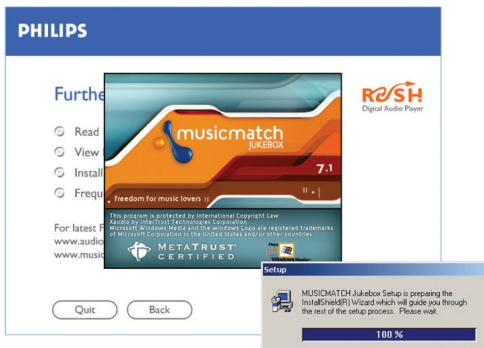 PHILIPS
Furthe
RUSH
Digital Audio Player
Read
View
Install
Frequ
For latest F
www.audio
www.music
musicmatch
JUKEBOX
7.1
freedom for music lovers
This program is protected by International Copyright Law
Xaudio by InterTrust Technologies Corporation
Microsoft Windows Media and the windows Logo are registered trademarks
of Microsoft Corporation in the United States and/or other countries
METATRUST
CERTIFIED
Plays
Windows Media
Setup
MUSICMATCH Jukebox Setup is preparing the
InstallShield(R) Wizard which will guide you through
the rest of the setup process. Please wait.
100 %
Quit
Back